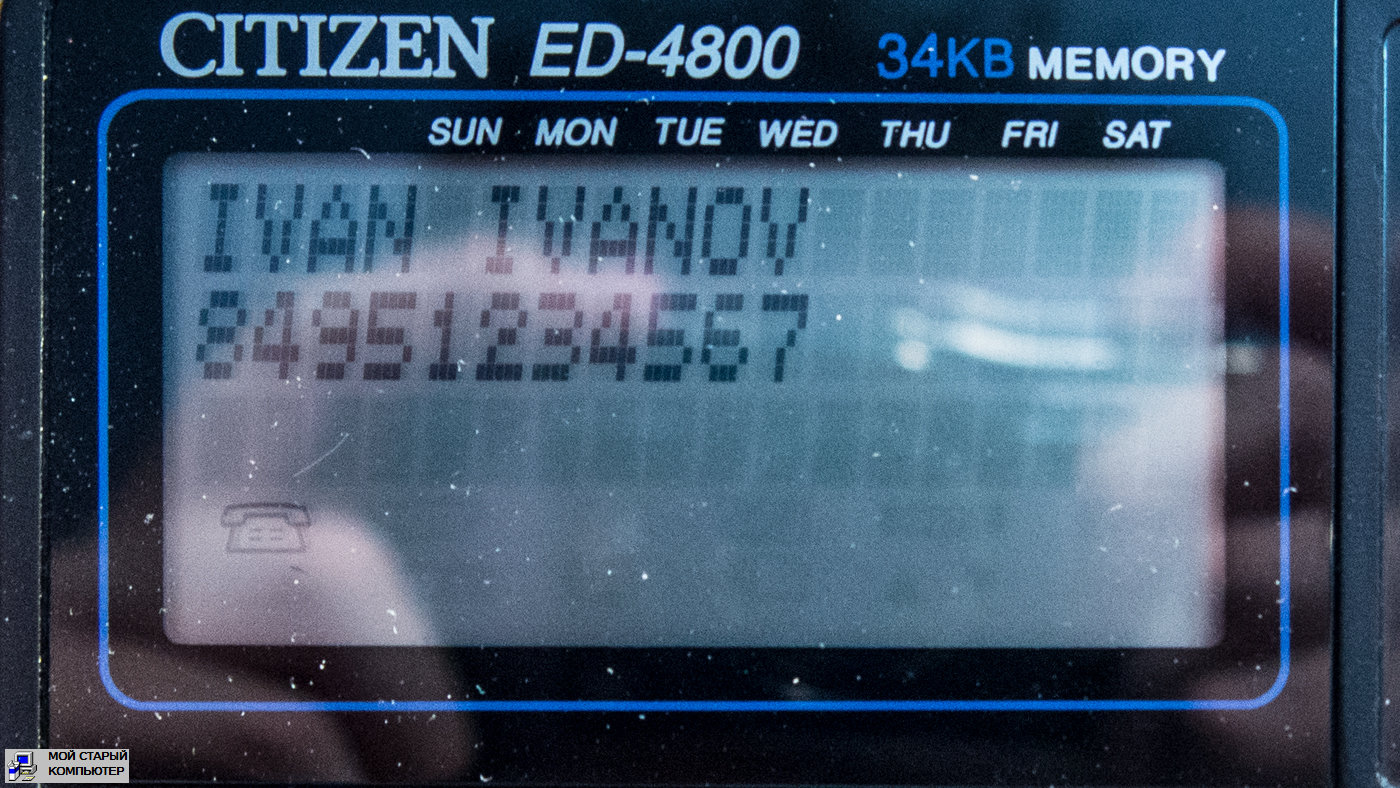 CITIZEN ED-4800 34KB MEMORY
SUN MON TUE WED THU FRI SAT
IVAN IVANOV
84951234567
МОЙ СТАРЫЙ
КОМПЬЮТЕР